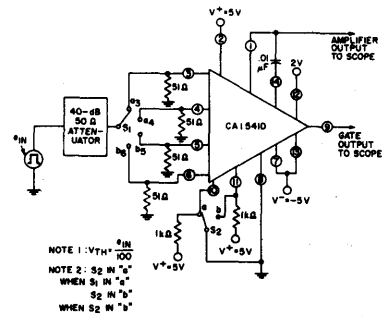 V+=5V
②
①
.01
μF
⑭
2V
⑫
AMPLIFIER
OUTPUT
TO SCOPE
40-dB
50Ω
ATTEN-
UATOR
eIN
S1
a3
a4
b5
b6
51Ω
51Ω
51Ω
51Ω
③
④
⑤
⑥
CA15410
⑨
GATE
OUTPUT
TO SCOPE
⑦
⑬
V-=-5V
⑩
⑪
⑧
a
b
S2
1kΩ
V+=5V
1kΩ
V+=5V
NOTE 1: VTH= eIN/100
NOTE 2: S2 IN "a"
WHEN S1 IN "a"
S2 IN "b"
WHEN S2 IN "b"